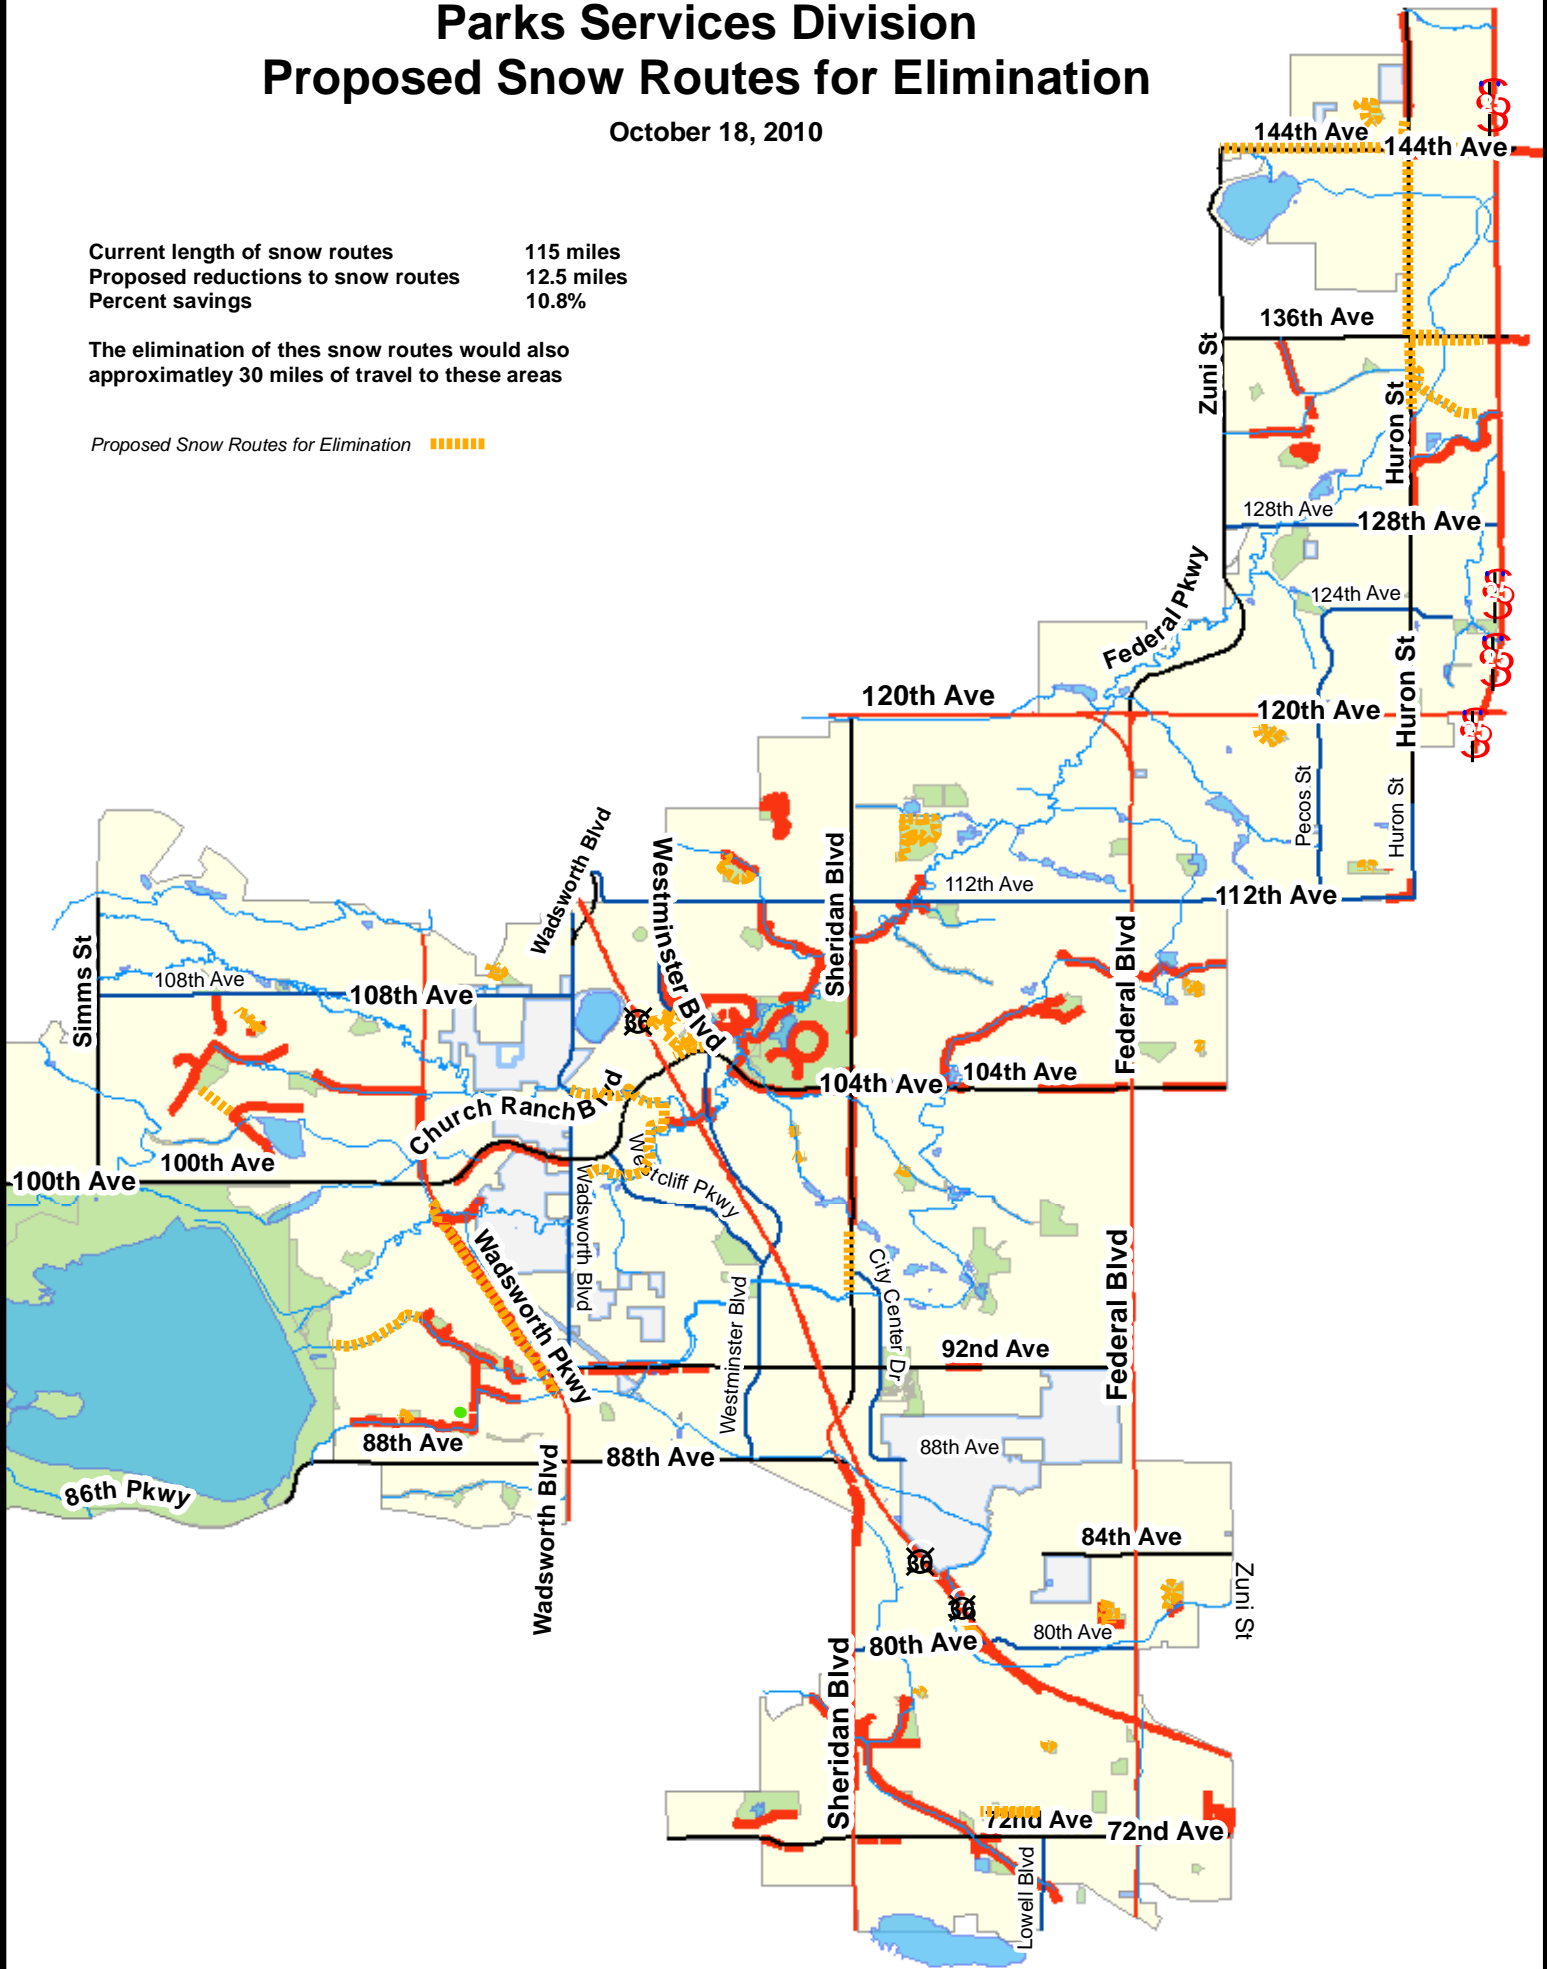 Parks Services Division
Proposed Snow Routes for Elimination
October 18, 2010
Current length of snow routes 115 miles
Proposed reductions to snow routes 12.5 miles
Percent savings 10.8%
The elimination of thes snow routes would also
approximatley 30 miles of travel to these areas
Proposed Snow Routes for Elimination
144th Ave
144th Ave
136th Ave
Zuni St
Huron St
128th Ave
128th Ave
Federal Pkwy
124th Ave
Huron St
120th Ave
120th Ave
Pecos St
Huron St
Wadsworth Blvd
Westminster Blvd
Sheridan Blvd
112th Ave
112th Ave
Simms St
108th Ave
108th Ave
Federal Blvd
36
104th Ave
104th Ave
Church Ranch Blvd
100th Ave
100th Ave
Westcliff Pkwy
Wadsworth Blvd
Wadsworth Pkwy
City Center Dr
Federal Blvd
Westminster Blvd
92nd Ave
88th Ave
88th Ave
88th Ave
86th Pkwy
Wadsworth Blvd
84th Ave
36
36
Zuni St
80th Ave
80th Ave
Sheridan Blvd
72nd Ave
72nd Ave
Lowell Blvd